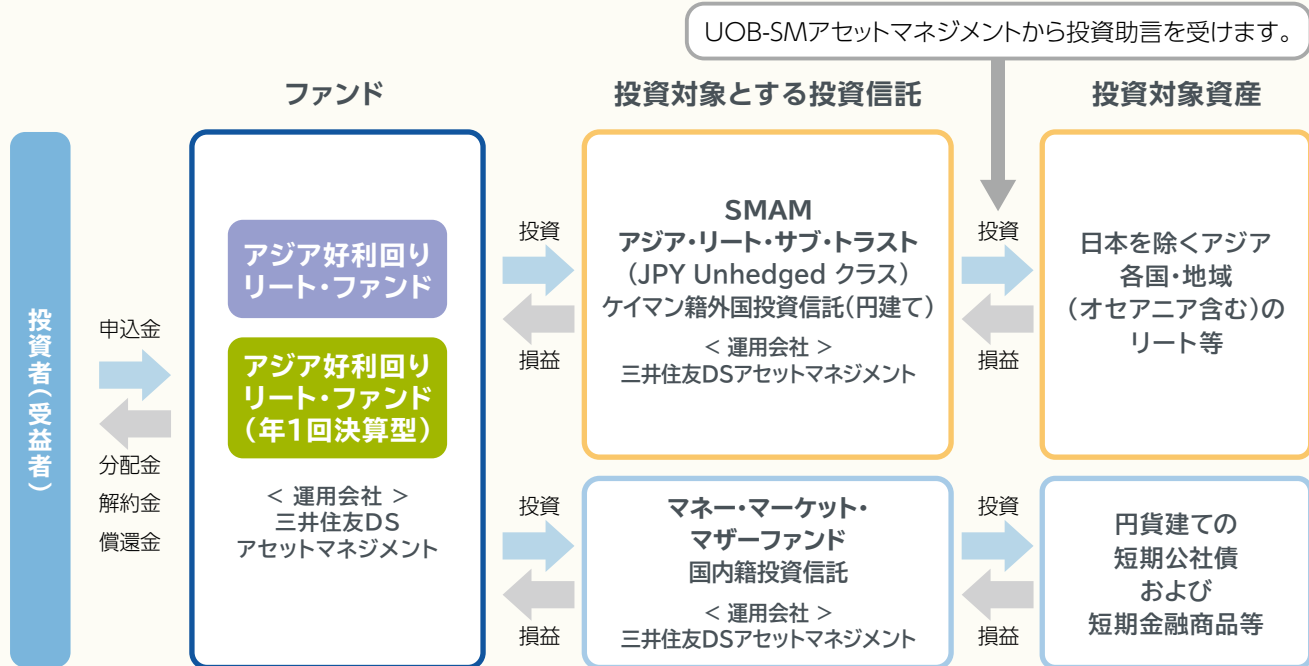 UOB-SMアセットマネジメントから投資助言を受けます。
ファンド
投資対象とする投資信託
投資対象資産
投資者(受益者)
申込金
分配金
解約金
償還金
アジア好利回り
リート・ファンド
アジア好利回り
リート・ファンド
(年1回決算型)
< 運用会社 >
三井住友DS
アセットマネジメント
投資
損益
SMAM
アジア・リート・サブ・トラスト
(JPY Unhedged クラス)
ケイマン籍外国投資信託(円建て)
< 運用会社 >
三井住友DSアセットマネジメント
投資
損益
日本を除くアジア
各国・地域
(オセアニア含む)の
リート等
投資
損益
マネー・マーケット・
マザーファンド
国内籍投資信託
< 運用会社 >
三井住友DSアセットマネジメント
投資
損益
円貨建ての
短期公社債
および
短期金融商品等